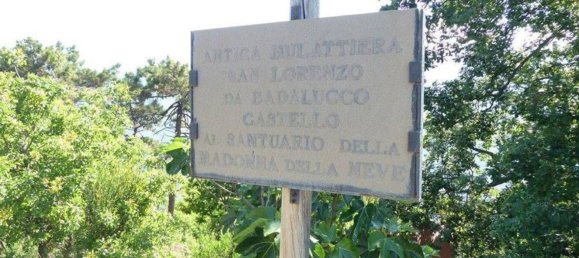 ANTICA MULATTIERA
SAN LORENZO
DA BADALUCCO
CASTELLO
AL SANTUARIO DELLA
MADONNA DELLA NEVE